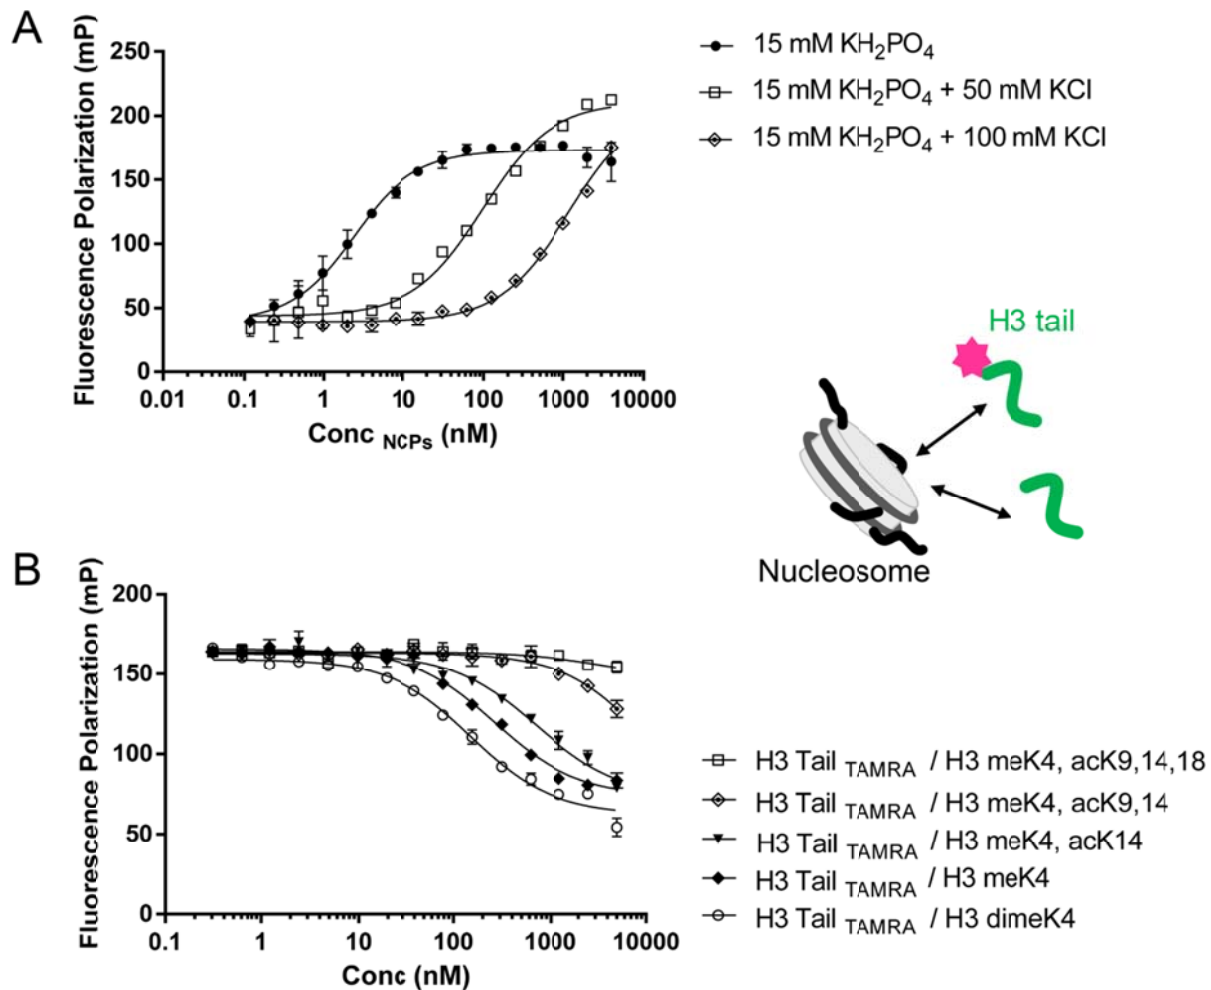 A
Fluorescence Polarization (mP)
250
200
150
100
50
0
0.01 0.1 1 10 100 1000 10000
Conc NCPs (nM)
15 mM KH₂PO₄
15 mM KH₂PO₄ + 50 mM KCl
15 mM KH₂PO₄ + 100 mM KCl
H3 tail
Nucleosome
B
Fluorescence Polarization (mP)
200
150
100
50
0
0.1 1 10 100 1000 10000
Conc (nM)
H3 Tail TAMRA / H3 meK4, acK9,14,18
H3 Tail TAMRA / H3 meK4, acK9,14
H3 Tail TAMRA / H3 meK4, acK14
H3 Tail TAMRA / H3 meK4
H3 Tail TAMRA / H3 dimeK4